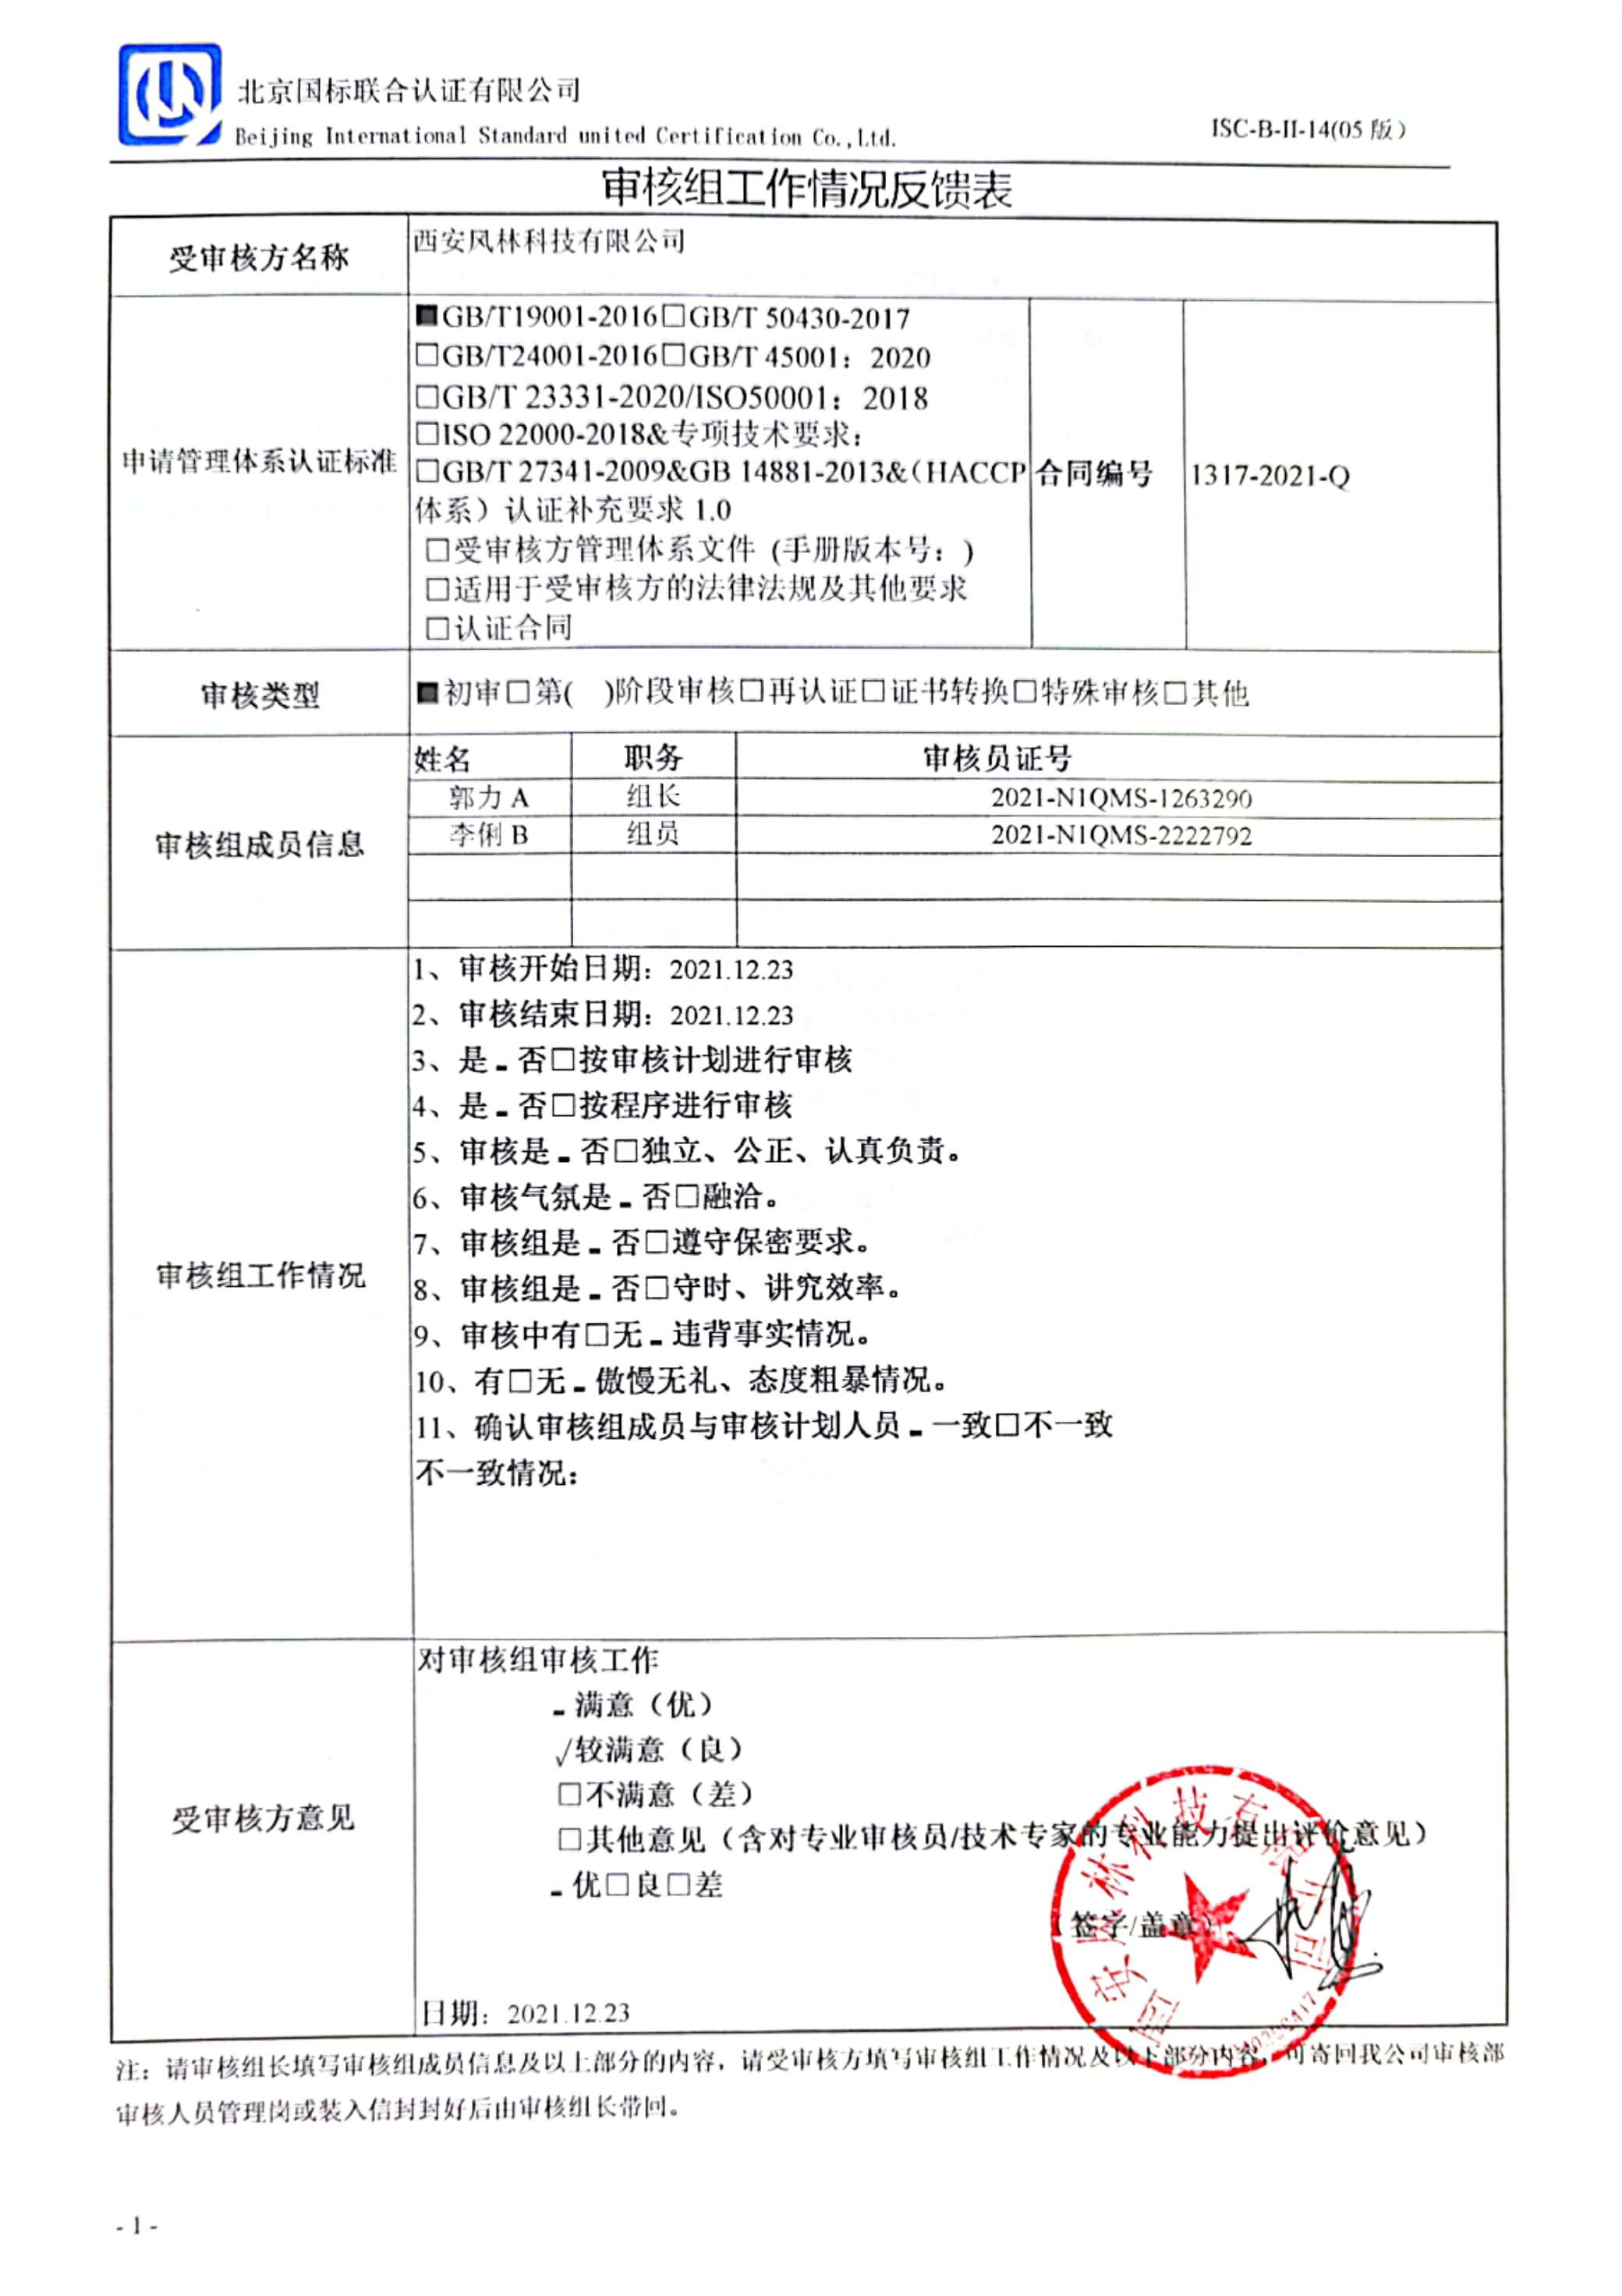 北京国标联合认证有限公司
Beijing International Standard united Certification Co.,Ltd.
ISC-B-II-14(05 版)
审核组工作情况反馈表
受审核方名称
西安风林科技有限公司
申请管理体系认证标准
■GB/T19001-2016□GB/T 50430-2017
□GB/T24001-2016□GB/T 45001：2020
□GB/T 23331-2020/ISO50001：2018
□ISO 22000-2018&专项技术要求；
□GB/T 27341-2009&GB 14881-2013&（HACCP
体系）认证补充要求 1.0
□受审核方管理体系文件 (手册版本号：)
□适用于受审核方的法律法规及其他要求
□认证合同
合同编号
1317-2021-Q
审核类型
■初审□第( )阶段审核□再认证□证书转换□特殊审核□其他
审核组成员信息
姓名 职务 审核员证号
郭力 A 组长 2021-N1QMS-1263290
李俐 B 组员 2021-N1QMS-2222792
审核组工作情况
1、审核开始日期：2021.12.23
2、审核结束日期：2021.12.23
3、是 - 否□按审核计划进行审核
4、是 - 否□按程序进行审核
5、审核是 - 否□独立、公正、认真负责。
6、审核气氛是 - 否□融洽。
7、审核组是 - 否□遵守保密要求。
8、审核组是 - 否□守时、讲究效率。
9、审核中有□无 - 违背事实情况。
10、有□无 - 傲慢无礼、态度粗暴情况。
11、确认审核组成员与审核计划人员 - 一致□不一致
不一致情况：
受审核方意见
对审核组审核工作
- 满意（优）
√较满意（良）
□不满意（差）
□其他意见（含对专业审核员/技术专家的专业能力提出评价意见）
- 优□良□差
（签字/盖章）
日期：2021.12.23
注：请审核组长填写审核组成员信息及以上部分的内容，请受审核方填写审核组工作情况及以下部分内容，可寄回我公司审核部
审核人员管理岗或装入信封封好后由审核组长带回。
- 1 -